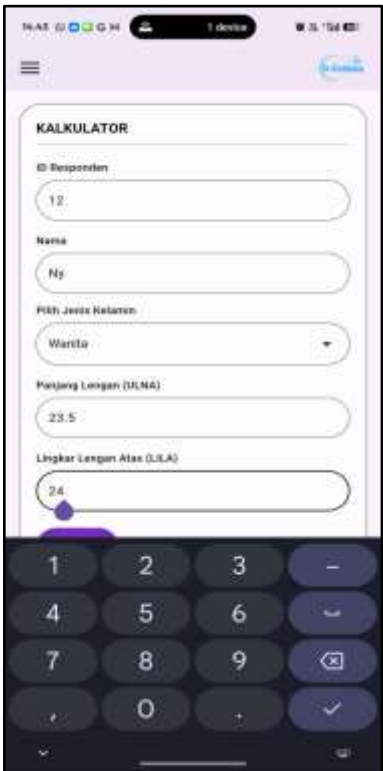 1 device
KALKULATOR
ID Responden
12
Nama
Ny
Pilih Jenis Kelamin
Wanita
Panjang Lengan (ULNA)
23.5
Lingkar Lengan Atas (LILA)
24
1 2 3 –
4 5 6
7 8 9
, 0 .